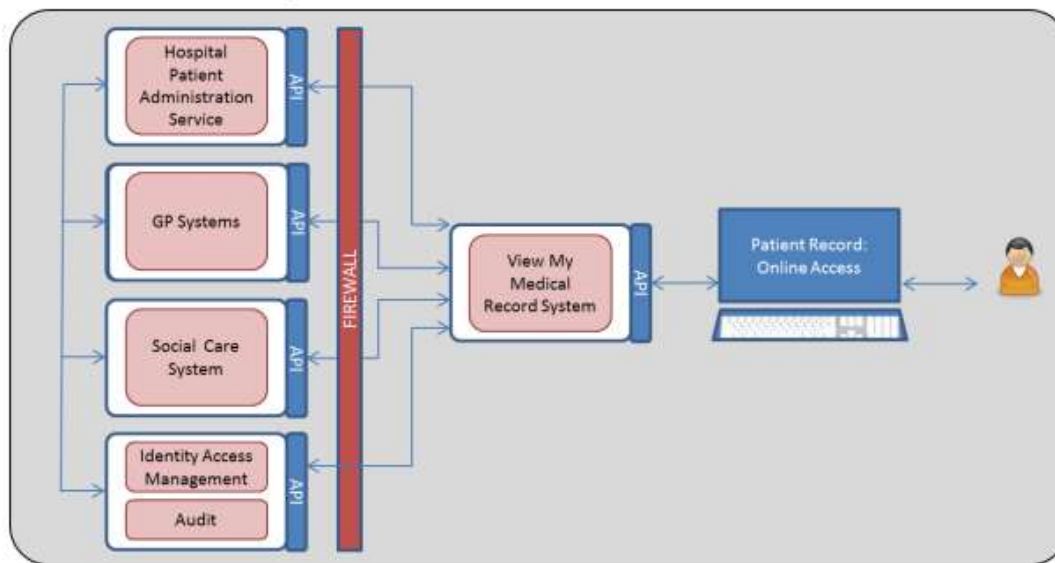 Hospital
Patient
Administration
Service
API
GP Systems
API
Social Care
System
API
Identity Access
Management
Audit
API
FIREWALL
View My
Medical
Record System
API
Patient Record:
Online Access